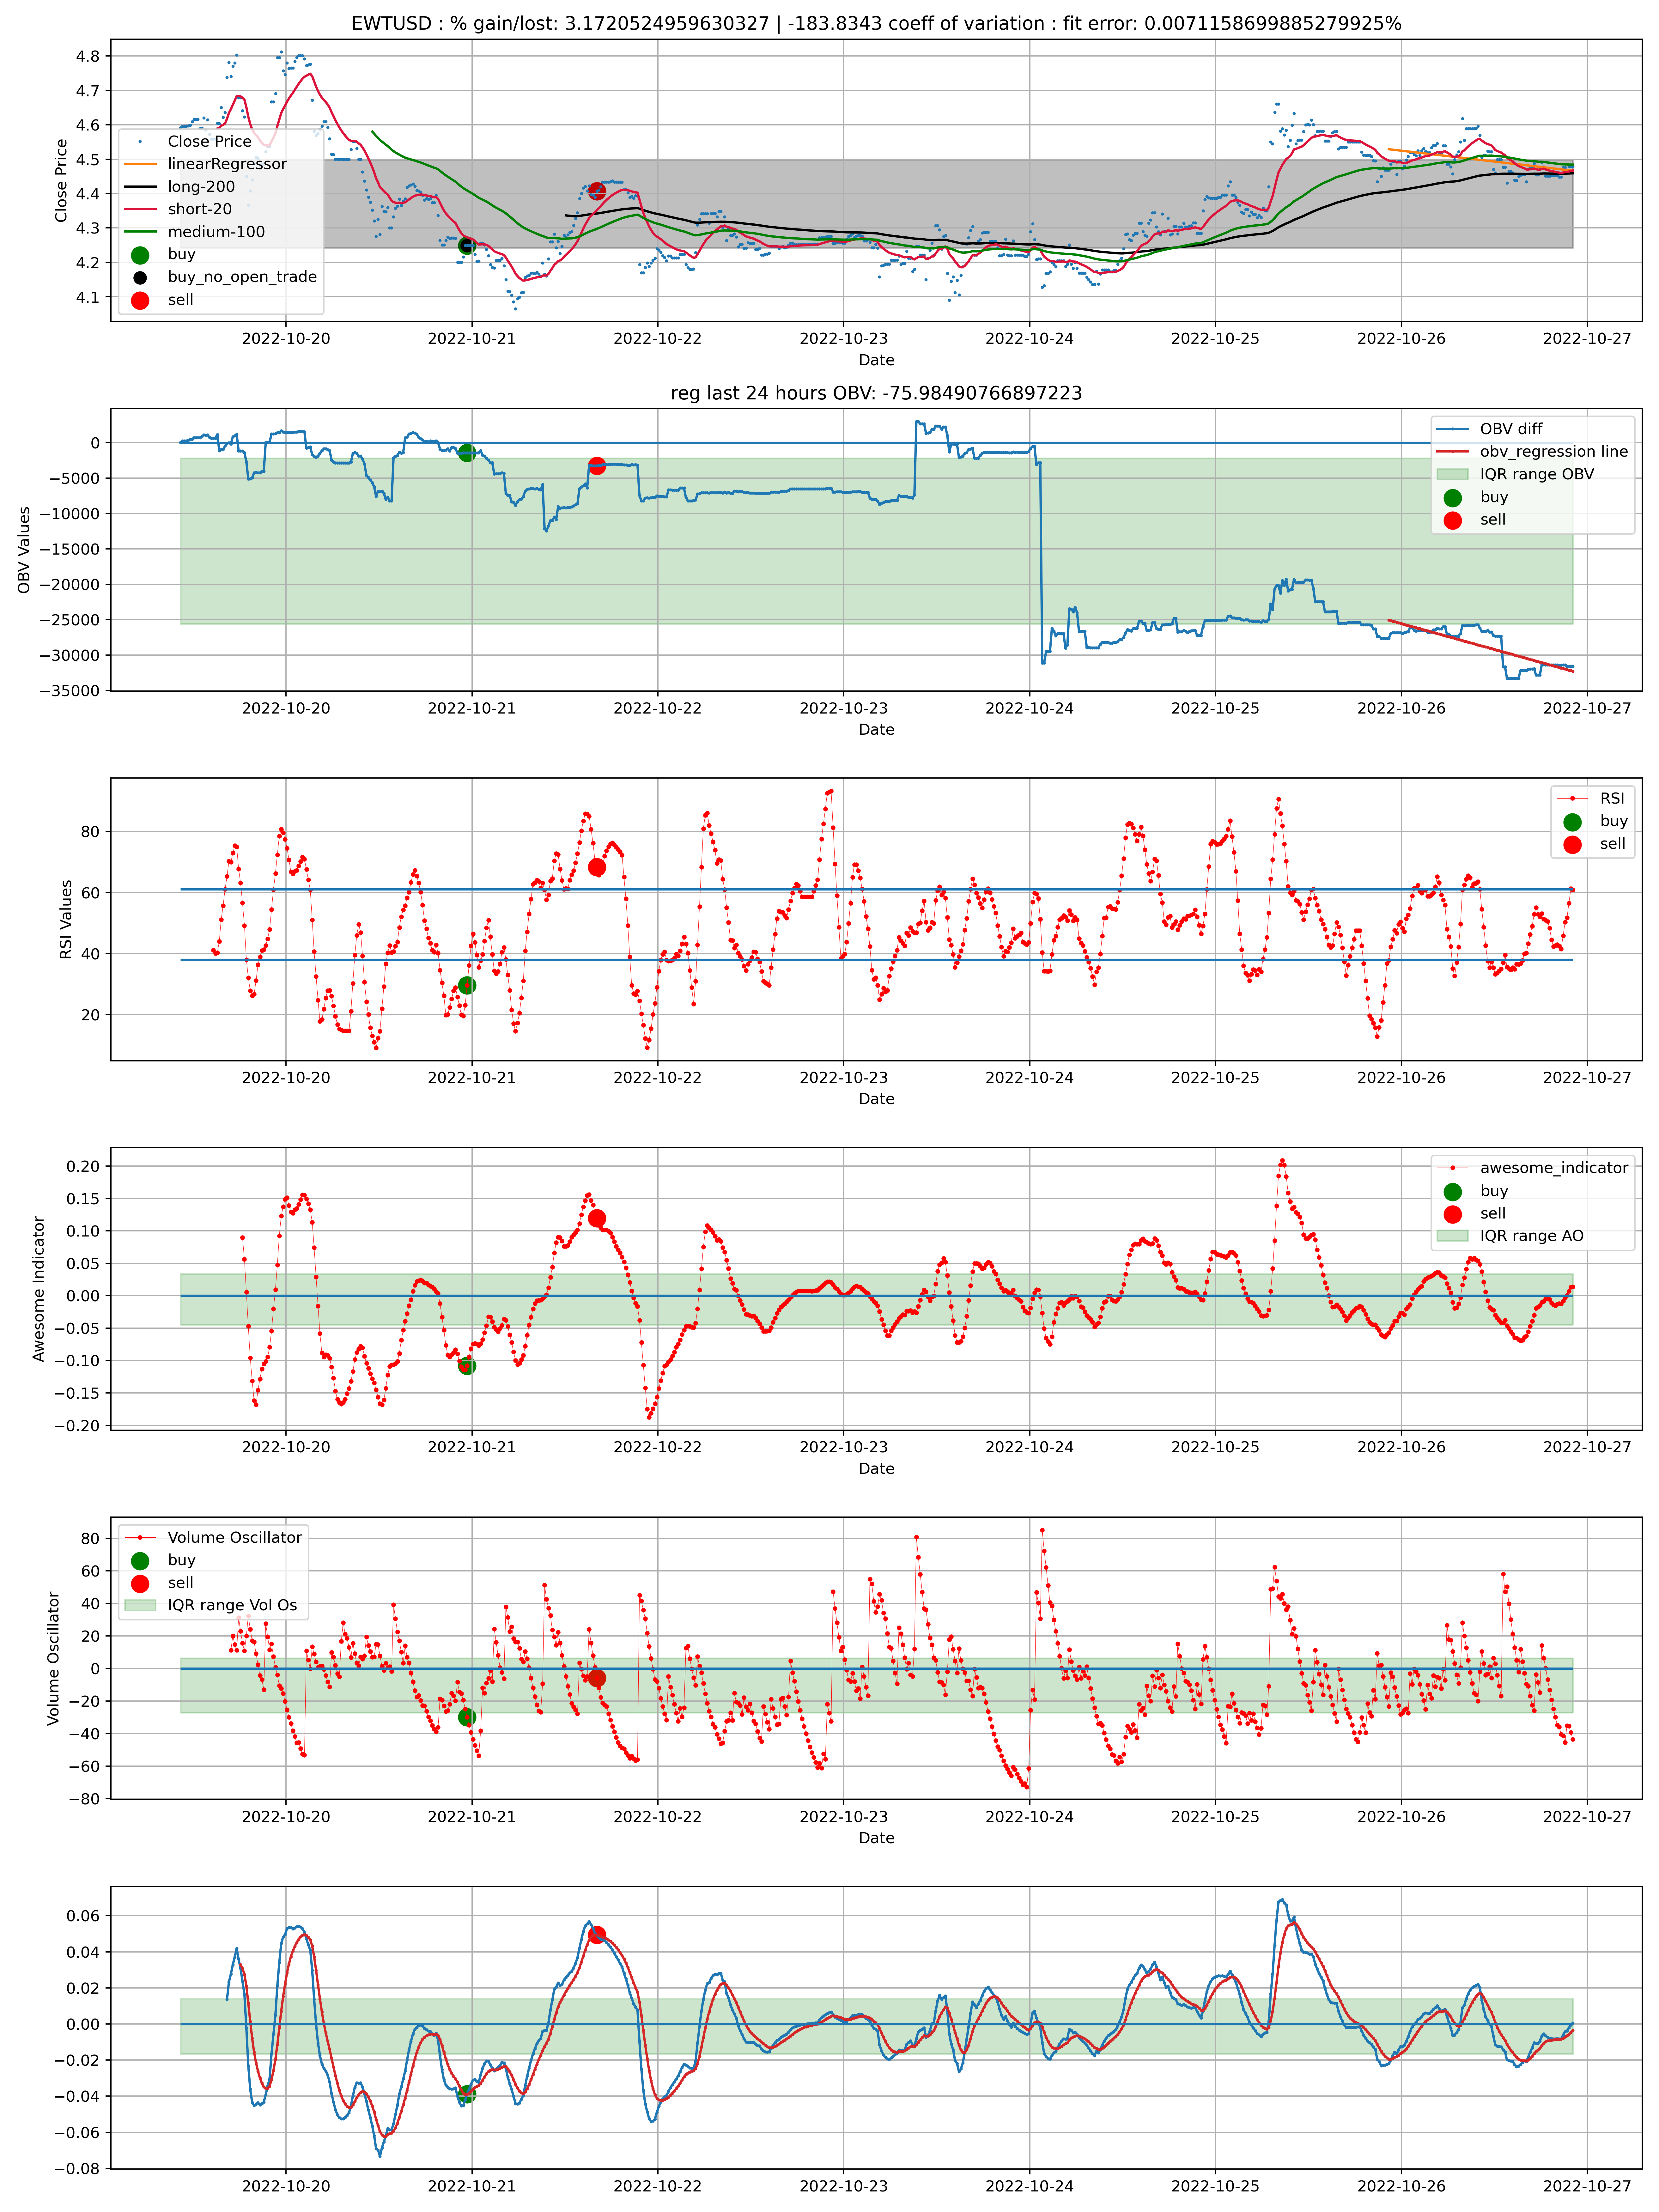 EWTUSD : % gain/lost: 3.1720524959630327 | -183.8343 coeff of variation : fit error: 0.0071158699885279925%
Close Price
4.8
4.7
4.6
4.5
4.4
4.3
4.2
4.1
Close Price
linearRegressor
long-200
short-20
medium-100
buy
buy_no_open_trade
sell
2022-10-20 2022-10-21 2022-10-22 2022-10-23 2022-10-24 2022-10-25 2022-10-26 2022-10-27
Date
reg last 24 hours OBV: -75.98490766897223
OBV Values
0
−5000
−10000
−15000
−20000
−25000
−30000
−35000
OBV diff
obv_regression line
IQR range OBV
buy
sell
2022-10-20 2022-10-21 2022-10-22 2022-10-23 2022-10-24 2022-10-25 2022-10-26 2022-10-27
Date
RSI Values
80
60
40
20
RSI
buy
sell
2022-10-20 2022-10-21 2022-10-22 2022-10-23 2022-10-24 2022-10-25 2022-10-26 2022-10-27
Date
Awesome Indicator
0.20
0.15
0.10
0.05
0.00
−0.05
−0.10
−0.15
−0.20
awesome_indicator
buy
sell
IQR range AO
2022-10-20 2022-10-21 2022-10-22 2022-10-23 2022-10-24 2022-10-25 2022-10-26 2022-10-27
Date
Volume Oscillator
80
60
40
20
0
−20
−40
−60
−80
Volume Oscillator
buy
sell
IQR range Vol Os
2022-10-20 2022-10-21 2022-10-22 2022-10-23 2022-10-24 2022-10-25 2022-10-26 2022-10-27
Date
0.06
0.04
0.02
0.00
−0.02
−0.04
−0.06
−0.08
2022-10-20 2022-10-21 2022-10-22 2022-10-23 2022-10-24 2022-10-25 2022-10-26 2022-10-27